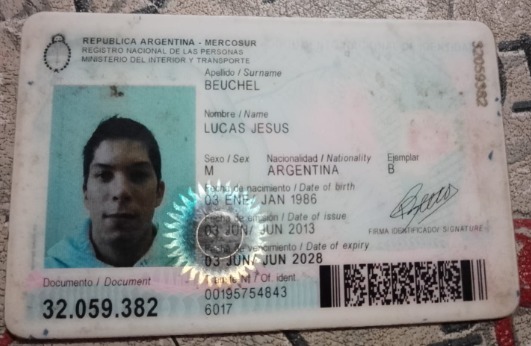 REPUBLICA ARGENTINA - MERCOSUR
REGISTRO NACIONAL DE LAS PERSONAS
MINISTERIO DEL INTERIOR Y TRANSPORTE
Apellido / Surname
BEUCHEL
Nombre / Name
LUCAS JESUS
Sexo / Sex Nacionalidad / Nationality Ejemplar
M ARGENTINA B
Fecha de nacimiento / Date of birth
03 ENE/ JAN 1986
Fecha de emisión / Date of issue
03 JUN/ JUN 2013
FIRMA IDENTIFICADO/ SIGNATURE
Fecha de vencimiento / Date of expiry
03 JUN/ JUN 2028
Documento / Document
/ Of. ident.
32.059.382
00195754843
6017